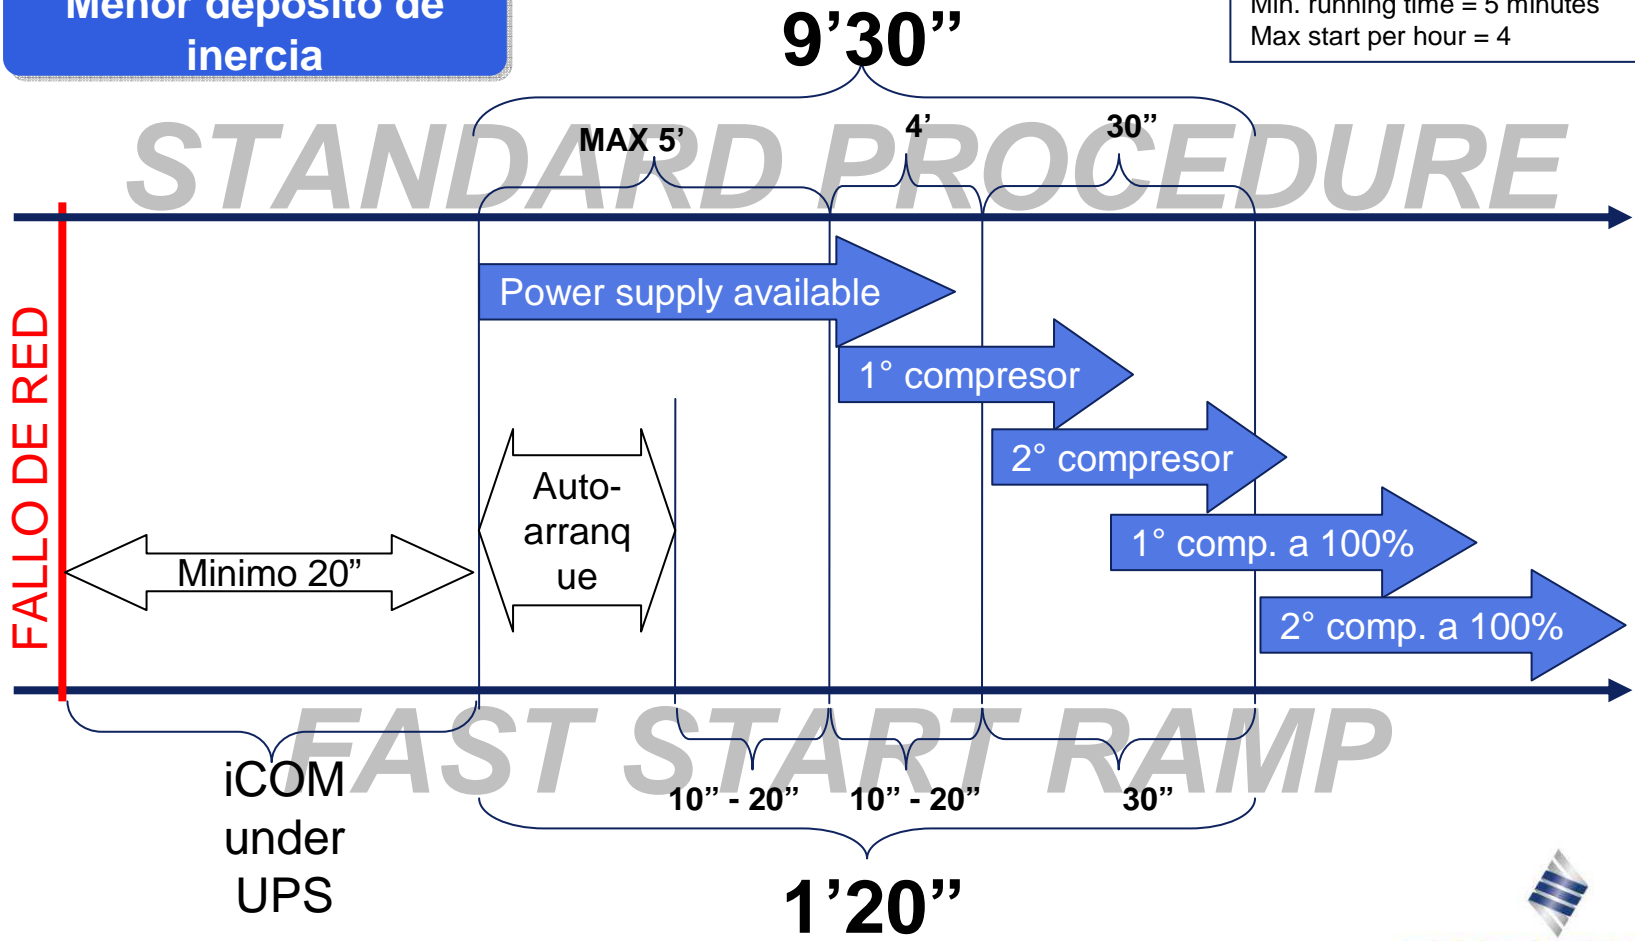 Menor deposito de
inercia
9’30”
Min. running time = 5 minutes
Max start per hour = 4
STANDARD PROCEDURE
MAX 5’
4’
30”
FALLO DE RED
Power supply available
1° compresor
2° compresor
Auto-
arranq
ue
1° comp. a 100%
Minimo 20”
2° comp. a 100%
FAST START RAMP
iCOM
under
UPS
10” - 20”
10” - 20”
30”
1’20”